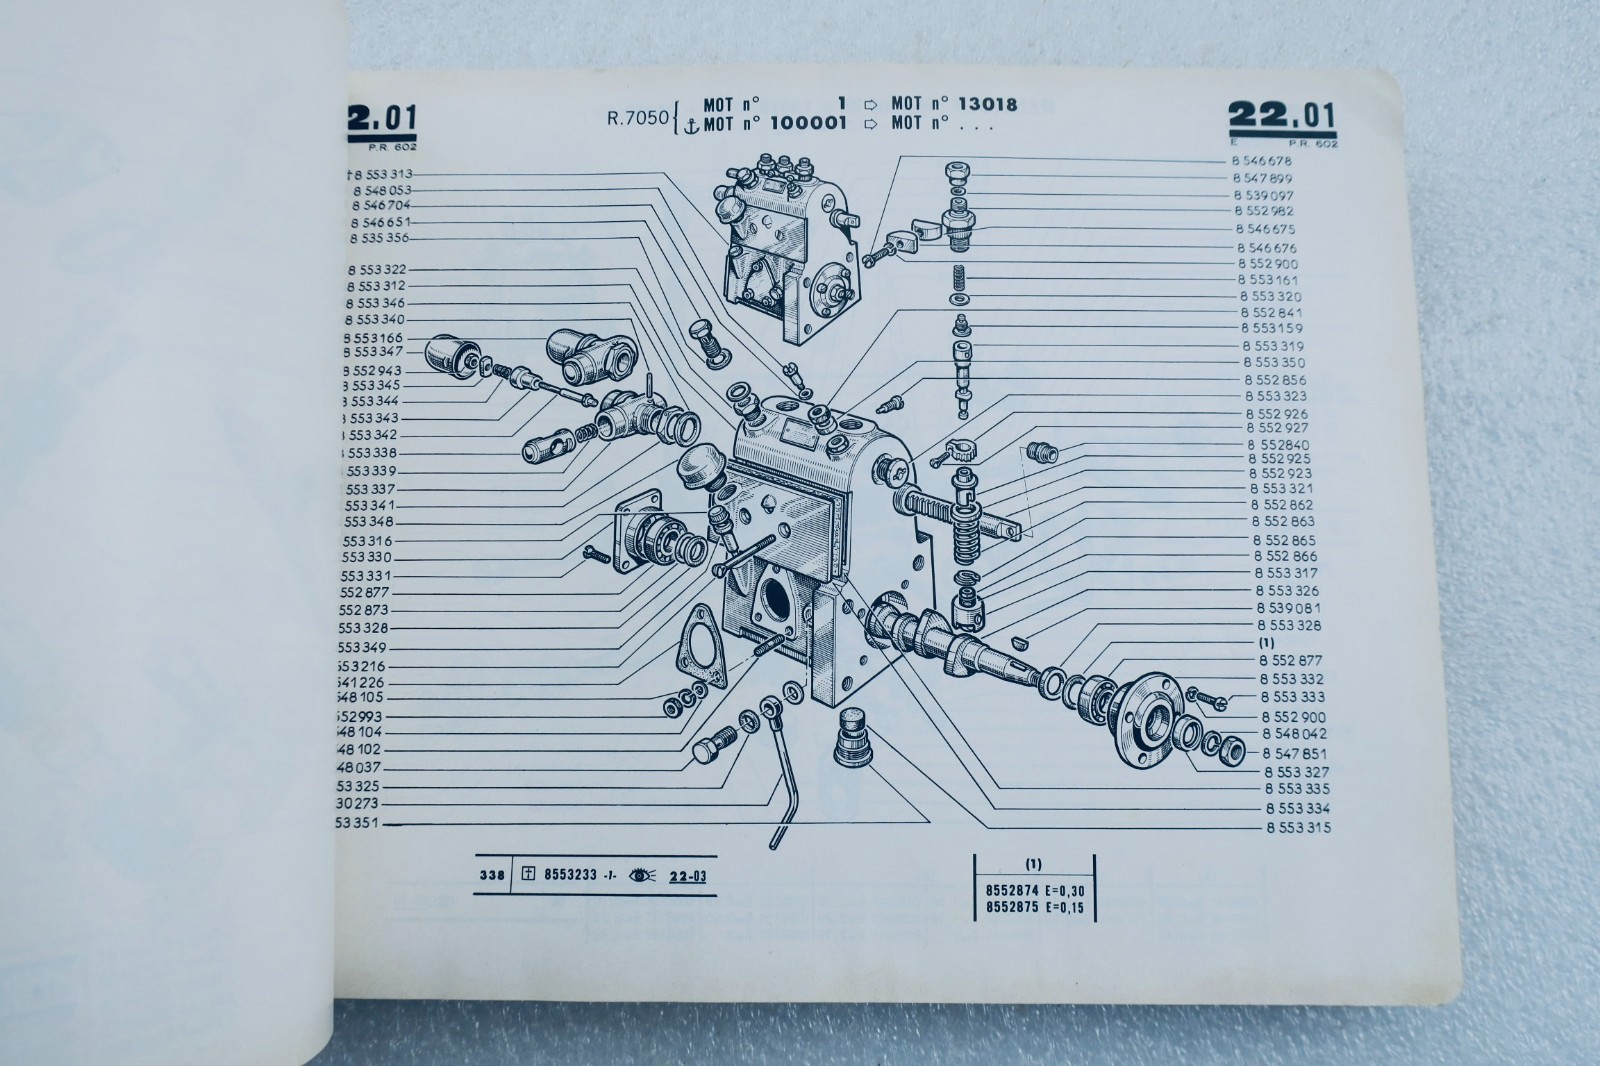 2.01
P.R. 602
R.7050 { MOT n° 1 ⇨ MOT n° 13018
⚓ MOT n° 100001 ⇨ MOT n° ...
22.01
E P.R. 602
†8 553 313
8 548 053
8 546 704
8 546 651
8 535 356
8 553 322
8 553 312
8 553 346
8 553 340
8 553 166
8 553 347
8 552 943
8 553 345
8 553 344
8 553 343
8 553 342
8 553 338
553 339
553 337
553 341
553 348
553 316
553 330
553 331
552 877
552 873
553 328
553 349
553 216
541 226
548 105
552 993
548 104
48 102
48 037
53 325
30 273
53 351
8 546 678
8 547 899
8 539 097
8 552 982
8 546 675
8 546 676
8 552 900
8 553 161
8 553 320
8 552 841
8 553 159
8 553 319
8 553 350
8 552 856
8 553 323
8 552 926
8 552 927
8 552 840
8 552 925
8 552 923
8 553 321
8 552 862
8 552 863
8 552 865
8 552 866
8 553 317
8 553 326
8 539 081
8 553 328
(1)
8 552 877
8 553 332
8 553 333
8 552 900
8 548 042
8 547 851
8 553 327
8 553 335
8 553 334
8 553 315
338 † 8553233 -1- 22-03
(1)
8552874 E=0,30
8552875 E=0,15